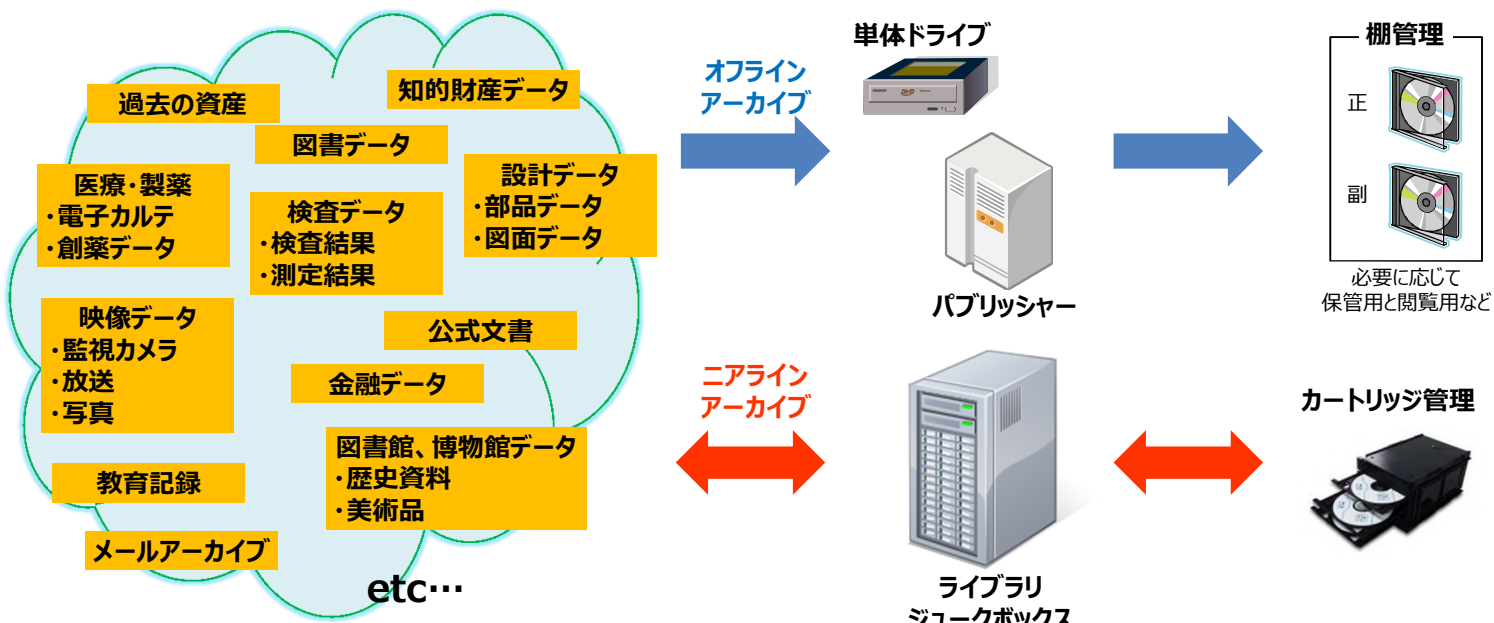 過去の資産
知的財産データ
図書データ
医療・製薬
・電子カルテ
・創薬データ
検査データ
・検査結果
・測定結果
設計データ
・部品データ
・図面データ
映像データ
・監視カメラ
・放送
・写真
公式文書
金融データ
図書館、博物館データ
・歴史資料
・美術品
教育記録
メールアーカイブ
etc…
オフライン
アーカイブ
単体ドライブ
DVD
パブリッシャー
棚管理
正
副
必要に応じて
保管用と閲覧用など
ニアライン
アーカイブ
ライブラリ
ジュークボックス
カートリッジ管理